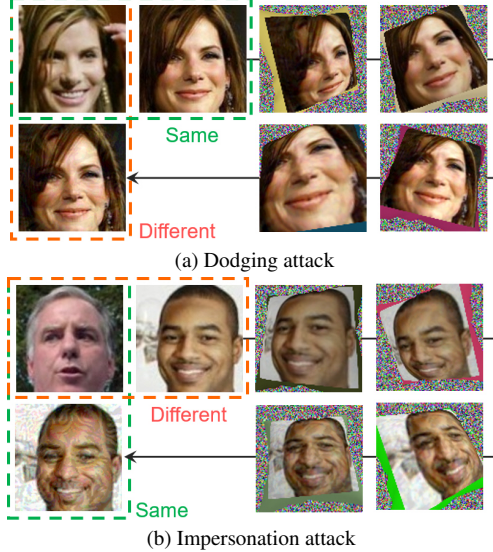 Same
Different
(a) Dodging attack
Different
Same
(b) Impersonation attack